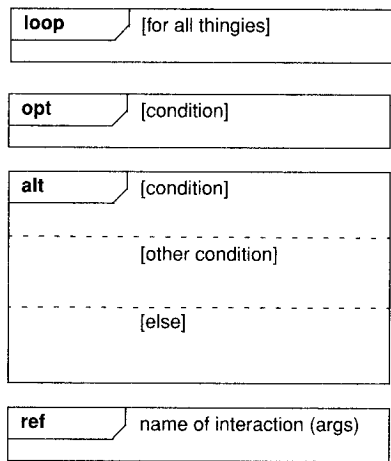 loop [for all thingies]
opt [condition]
alt [condition]
[other condition]
[else]
ref name of interaction (args)